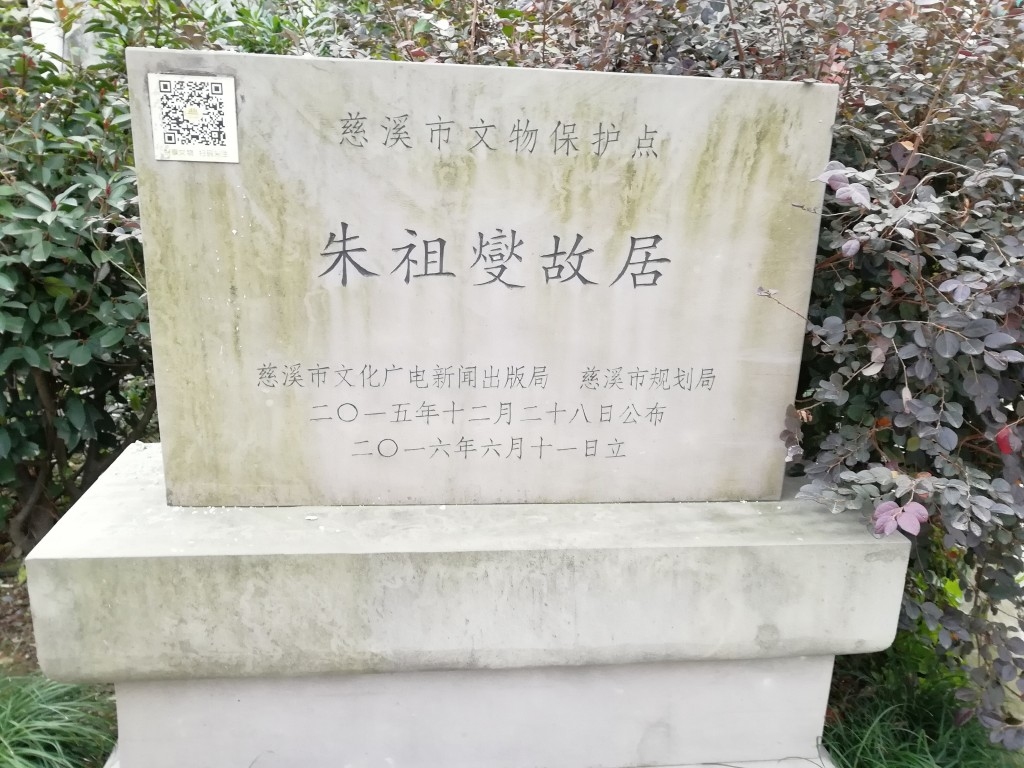 慈溪市文物保护点
朱祖燮故居
慈溪市文化广电新闻出版局 慈溪市规划局
二〇一五年十二月二十八日公布
二〇一六年六月十一日立